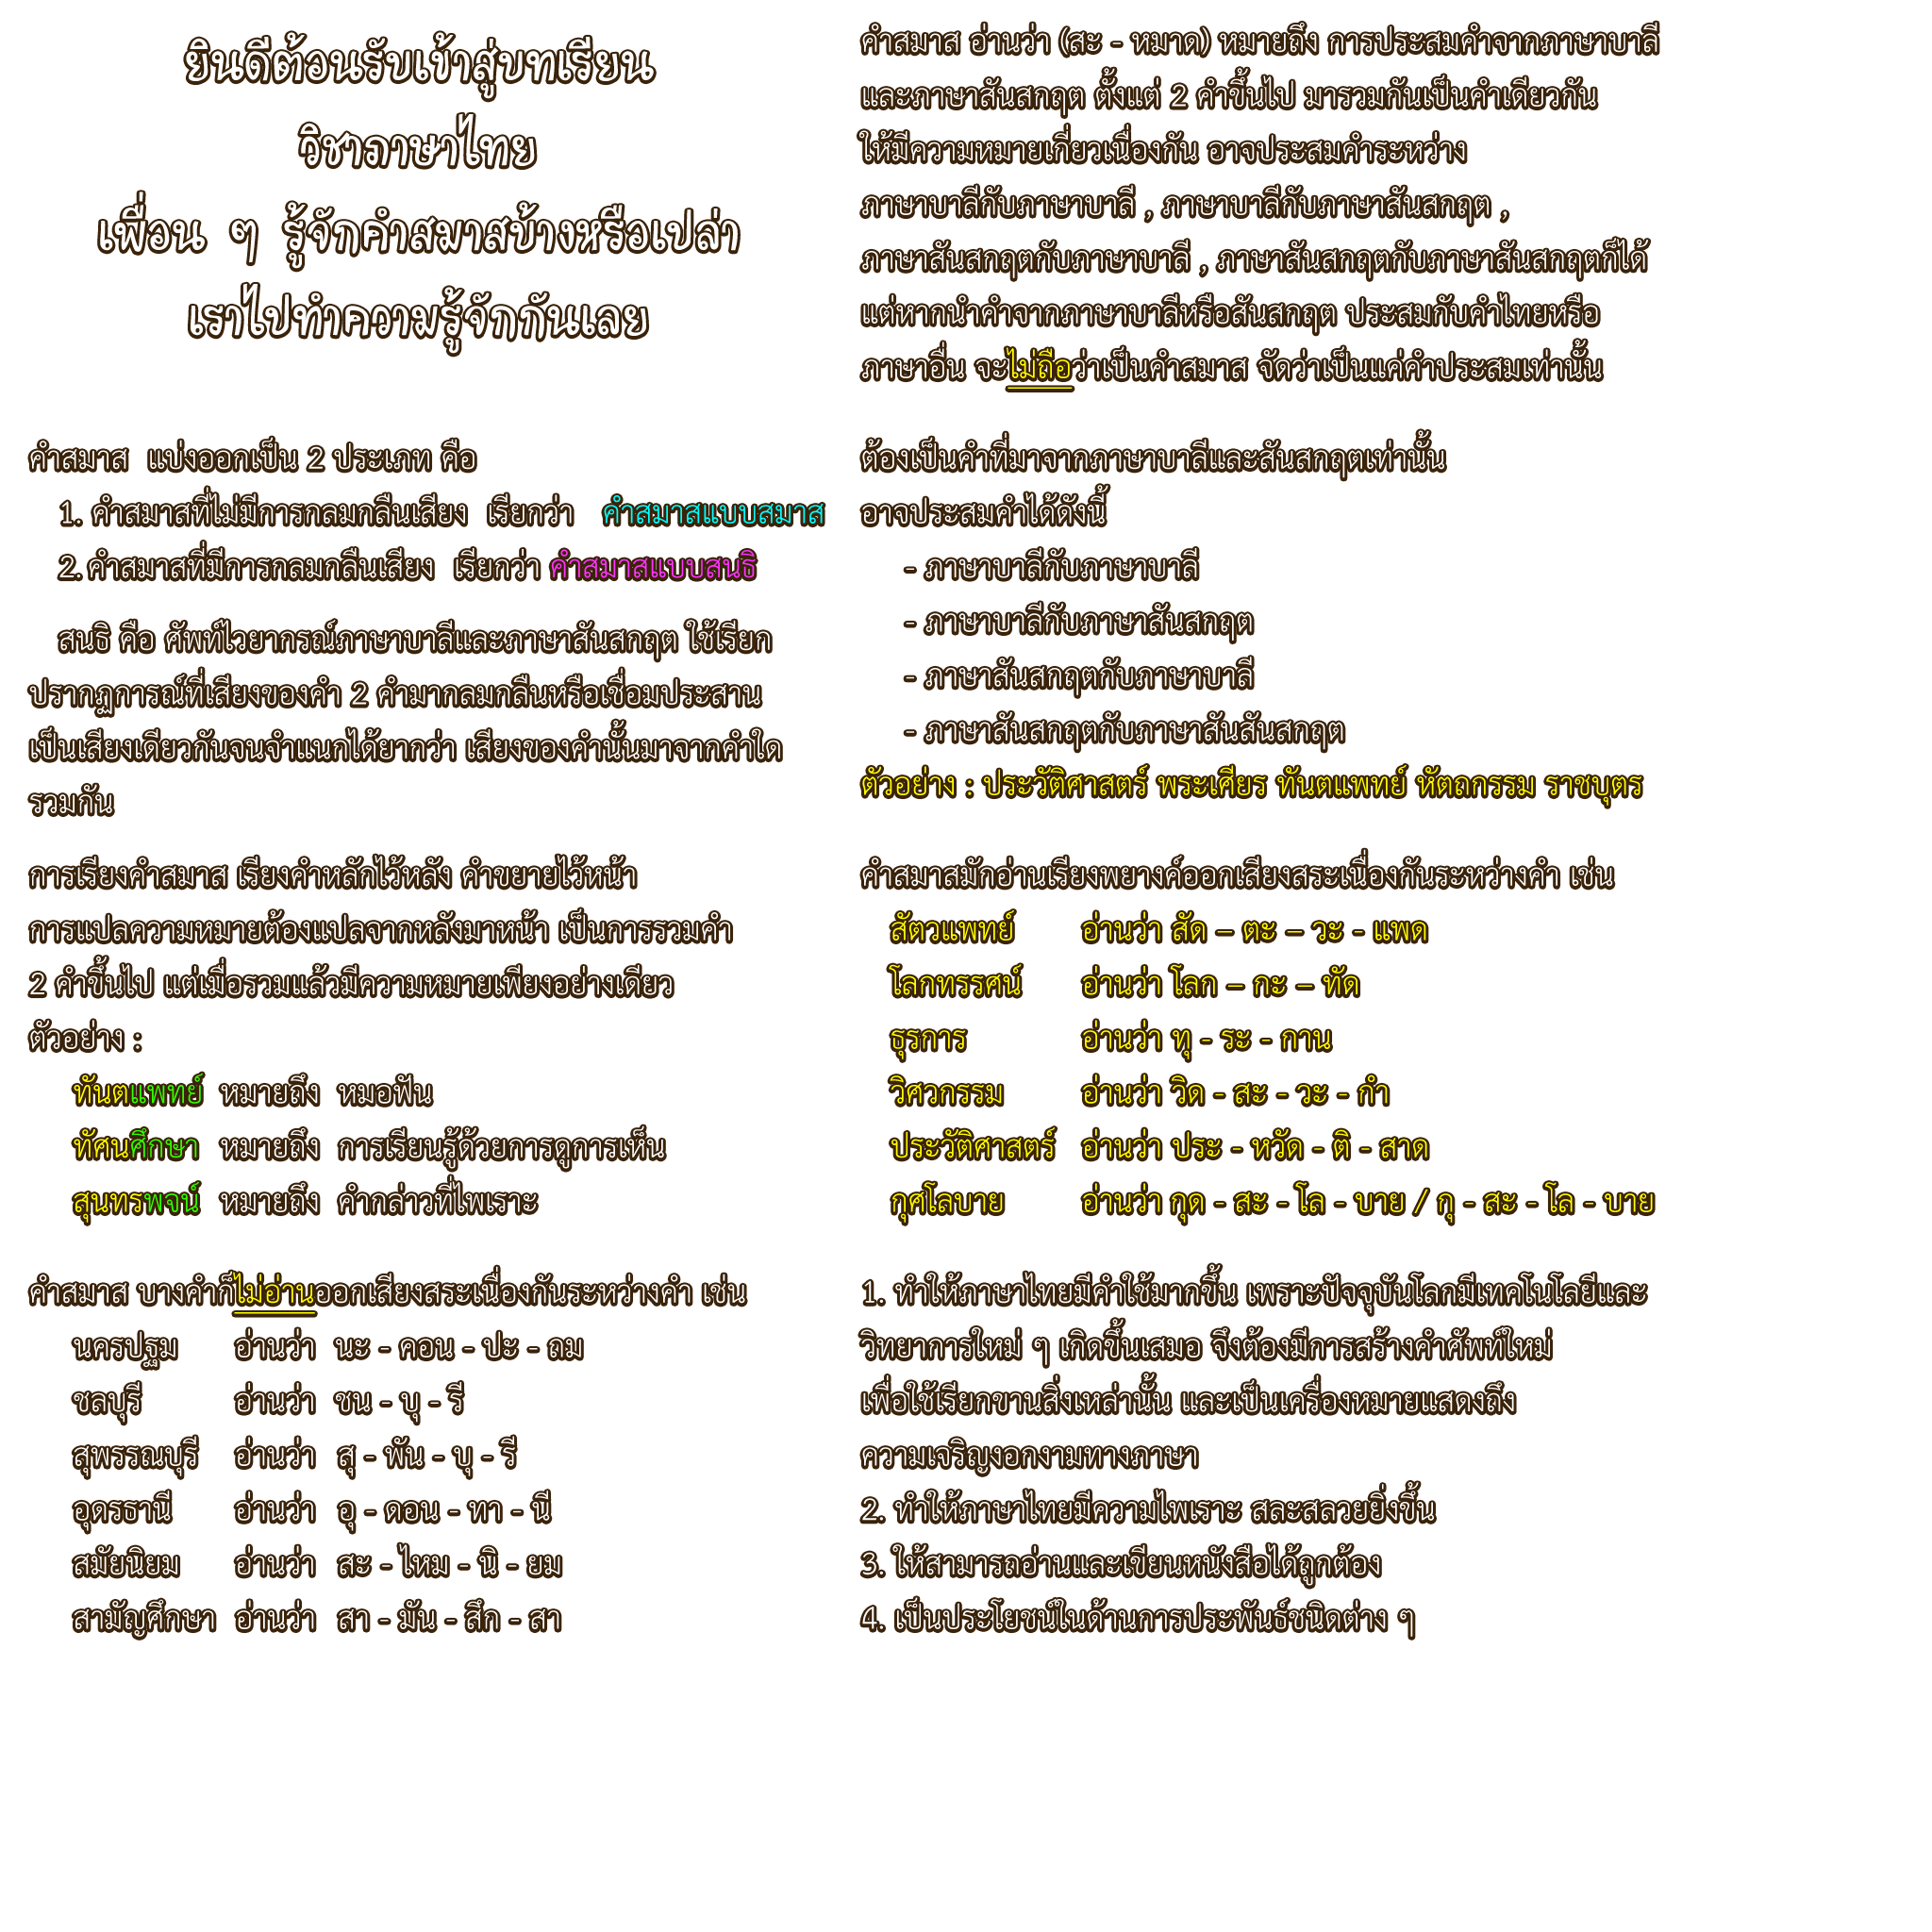 ยินดีต้อนรับเข้าสู่บทเรียน
วิชาภาษาไทย
เพื่อน ๆ รู้จักคำสมาสบ้างหรือเปล่า
เราไปทำความรู้จักกันเลย
คำสมาส อ่านว่า (สะ - หมาด) หมายถึง การประสมคำจากภาษาบาลี
และภาษาสันสกฤต ตั้งแต่ 2 คำขึ้นไป มารวมกันเป็นคำเดียวกัน
ให้มีความหมายเกี่ยวเนื่องกัน อาจประสมคำระหว่าง
ภาษาบาลีกับภาษาบาลี , ภาษาบาลีกับภาษาสันสกฤต ,
ภาษาสันสกฤตกับภาษาบาลี , ภาษาสันสกฤตกับภาษาสันสกฤตก็ได้
แต่หากนำคำจากภาษาบาลีหรือสันสกฤต ประสมกับคำไทยหรือ
ภาษาอื่น จะไม่ถือว่าเป็นคำสมาส จัดว่าเป็นแค่คำประสมเท่านั้น
คำสมาส แบ่งออกเป็น 2 ประเภท คือ
1. คำสมาสที่ไม่มีการกลมกลืนเสียง เรียกว่า คำสมาสแบบสมาส
2. คำสมาสที่มีการกลมกลืนเสียง เรียกว่า คำสมาสแบบสนธิ
สนธิ คือ ศัพท์ไวยากรณ์ภาษาบาลีและภาษาสันสกฤต ใช้เรียก
ปรากฏการณ์ที่เสียงของคำ 2 คำมากลมกลืนหรือเชื่อมประสาน
เป็นเสียงเดียวกันจนจำแนกได้ยากว่า เสียงของคำนั้นมาจากคำใด
รวมกัน
ต้องเป็นคำที่มาจากภาษาบาลีและสันสกฤตเท่านั้น
อาจประสมคำได้ดังนี้
- ภาษาบาลีกับภาษาบาลี
- ภาษาบาลีกับภาษาสันสกฤต
- ภาษาสันสกฤตกับภาษาบาลี
- ภาษาสันสกฤตกับภาษาสันสันสกฤต
ตัวอย่าง : ประวัติศาสตร์ พระเศียร ทันตแพทย์ หัตถกรรม ราชบุตร
การเรียงคำสมาส เรียงคำหลักไว้หลัง คำขยายไว้หน้า
การแปลความหมายต้องแปลจากหลังมาหน้า เป็นการรวมคำ
2 คำขึ้นไป แต่เมื่อรวมแล้วมีความหมายเพียงอย่างเดียว
ตัวอย่าง :
ทันตแพทย์ หมายถึง หมอฟัน
ทัศนศึกษา หมายถึง การเรียนรู้ด้วยการดูการเห็น
สุนทรพจน์ หมายถึง คำกล่าวที่ไพเราะ
คำสมาสมักอ่านเรียงพยางค์ออกเสียงสระเนื่องกันระหว่างคำ เช่น
สัตวแพทย์ อ่านว่า สัด – ตะ – วะ - แพด
โลกทรรศน์ อ่านว่า โลก – กะ – ทัด
ธุรการ อ่านว่า ทุ - ระ - กาน
วิศวกรรม อ่านว่า วิด - สะ - วะ - กำ
ประวัติศาสตร์ อ่านว่า ประ - หวัด - ติ - สาด
กุศโลบาย อ่านว่า กุด - สะ - โล - บาย / กุ - สะ - โล - บาย
คำสมาส บางคำก็ไม่อ่านออกเสียงสระเนื่องกันระหว่างคำ เช่น
นครปฐม อ่านว่า นะ - คอน - ปะ - ถม
ชลบุรี อ่านว่า ชน - บุ - รี
สุพรรณบุรี อ่านว่า สุ - พัน - บุ - รี
อุดรธานี อ่านว่า อุ - ดอน - ทา - นี
สมัยนิยม อ่านว่า สะ - ไหม - นิ - ยม
สามัญศึกษา อ่านว่า สา - มัน - สึก - สา
1. ทำให้ภาษาไทยมีคำใช้มากขึ้น เพราะปัจจุบันโลกมีเทคโนโลยีและ
วิทยาการใหม่ ๆ เกิดขึ้นเสมอ จึงต้องมีการสร้างคำศัพท์ใหม่
เพื่อใช้เรียกขานสิ่งเหล่านั้น และเป็นเครื่องหมายแสดงถึง
ความเจริญงอกงามทางภาษา
2. ทำให้ภาษาไทยมีความไพเราะ สละสลวยยิ่งขึ้น
3. ให้สามารถอ่านและเขียนหนังสือได้ถูกต้อง
4. เป็นประโยชน์ในด้านการประพันธ์ชนิดต่าง ๆ